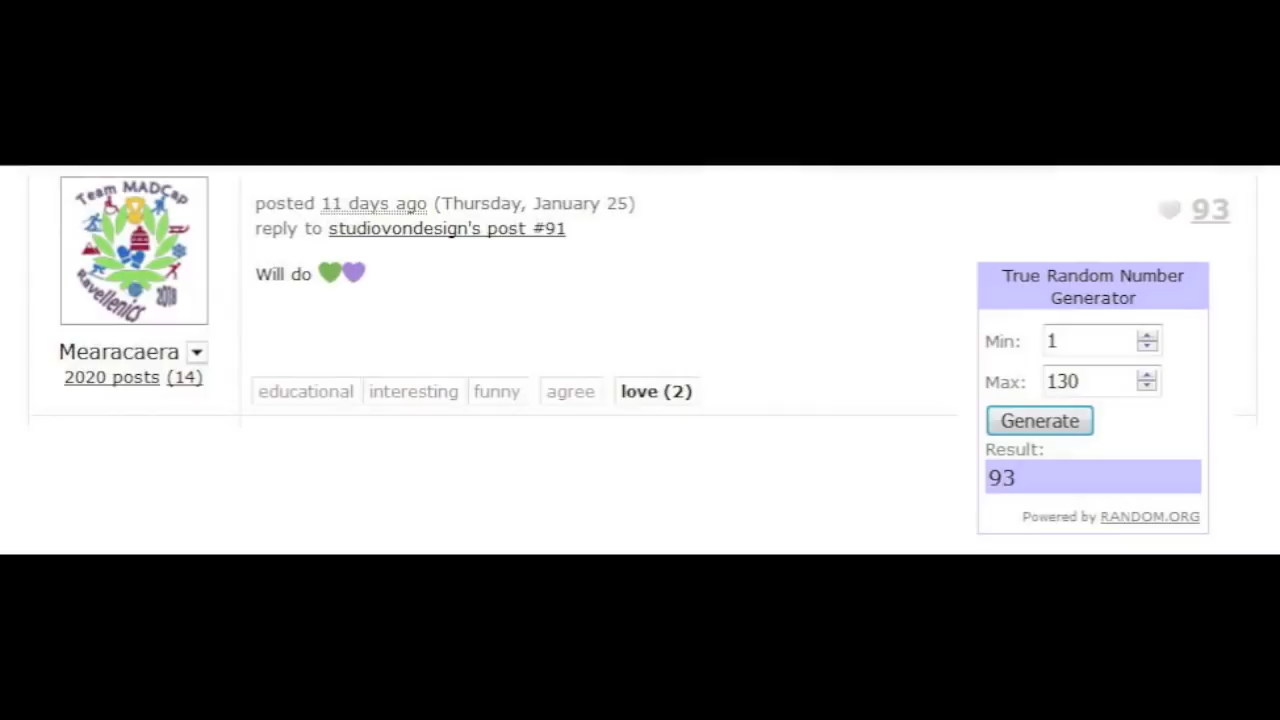 Team MADCap
Ravellenics
2018
Mearacaera
2020 posts (14)
posted 11 days ago (Thursday, January 25)
reply to studiovondesign's post #91
93
Will do 💚💜
educational interesting funny agree love (2)
True Random Number
Generator
Min: 1
Max: 130
Generate
Result:
93
Powered by RANDOM.ORG